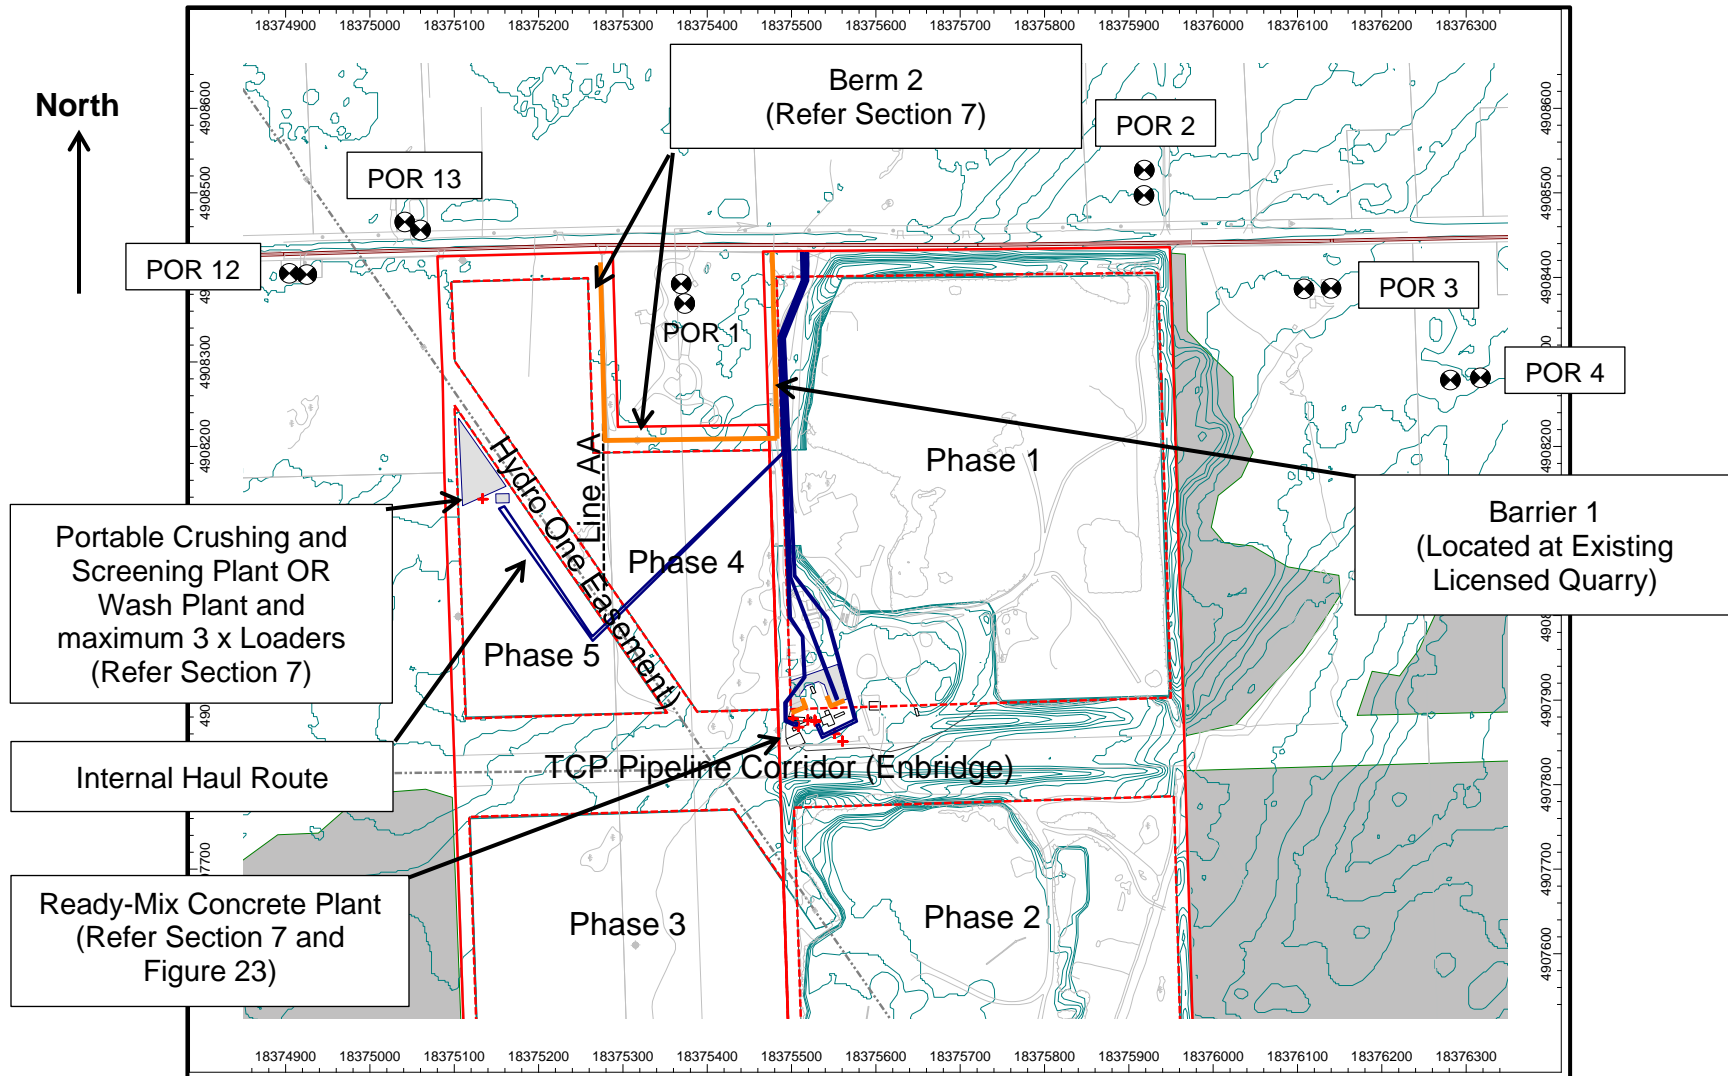 18374900 18375000 18375100 18375200 18375300 18375400 18375500 18375600 18375700 18375800 18375900 18376000 18376100 18376200 18376300
North
Berm 2
(Refer Section 7)
POR 2
POR 13
POR 12
POR 3
POR 1
POR 4
4908600
4908500
4908300
4908200
4907700
4907600
4908600
4908500
4908400
4908200
4907900
4907800
4907700
4907600
Line AA
Hydro One Easement)
Phase 1
Phase 4
Phase 5
Barrier 1
(Located at Existing
Licensed Quarry)
Portable Crushing and
Screening Plant OR
Wash Plant and
maximum 3 x Loaders
(Refer Section 7)
Internal Haul Route
TCP Pipeline Corridor (Enbridge)
Ready-Mix Concrete Plant
(Refer Section 7 and
Figure 23)
Phase 3
Phase 2
18374900 18375000 18375100 18375200 18375300 18375400 18375500 18375600 18375700 18375800 18375900 18376000 18376100 18376200 18376300